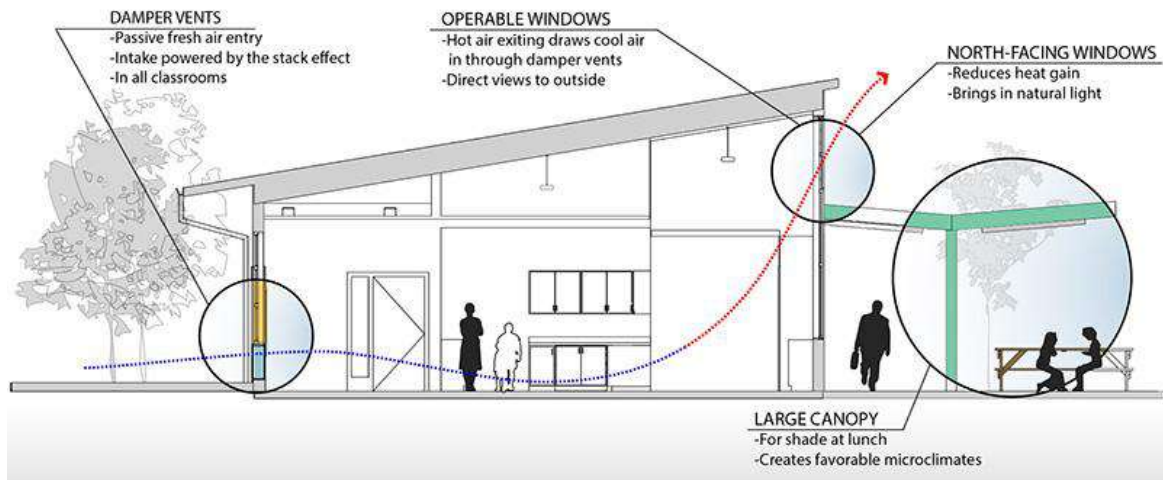 DAMPER VENTS
-Passive fresh air entry
-Intake powered by the stack effect
-In all classrooms
OPERABLE WINDOWS
-Hot air exiting draws cool air
in through damper vents
-Direct views to outside
NORTH-FACING WINDOWS
-Reduces heat gain
-Brings in natural light
LARGE CANOPY
-For shade at lunch
-Creates favorable microclimates